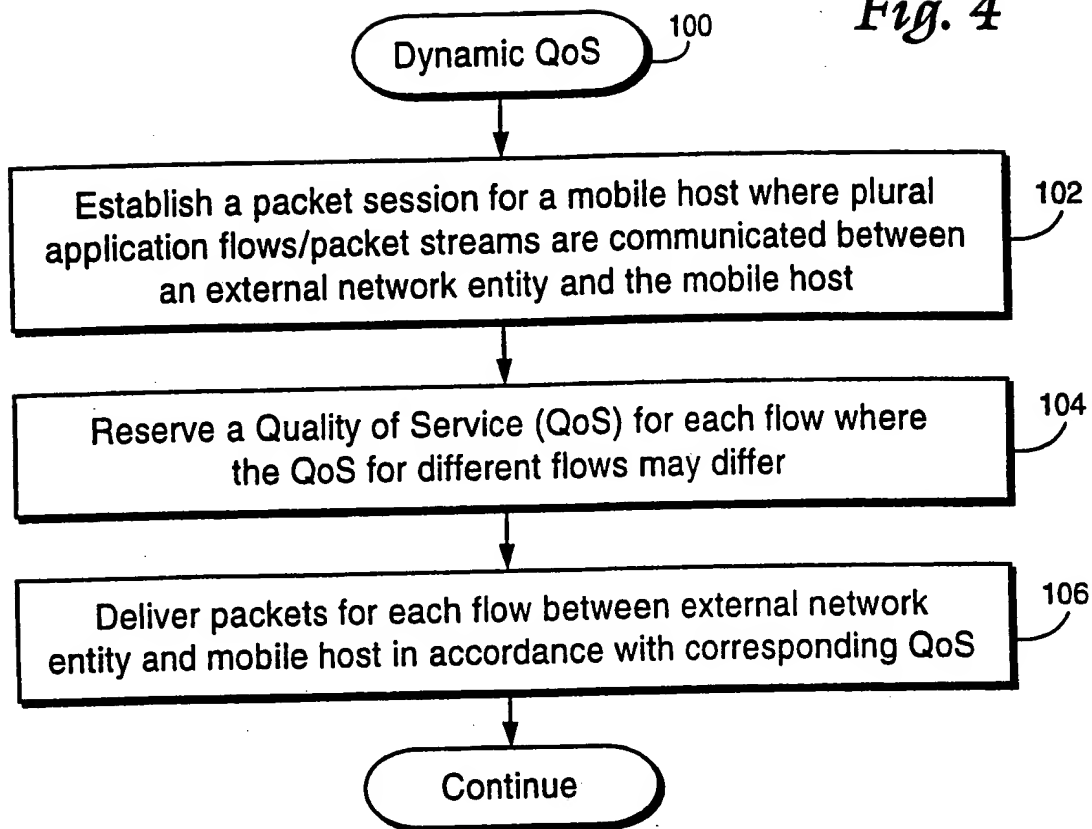 Fig. 4
Dynamic QoS
100
Establish a packet session for a mobile host where plural
application flows/packet streams are communicated between
an external network entity and the mobile host
102
Reserve a Quality of Service (QoS) for each flow where
the QoS for different flows may differ
104
Deliver packets for each flow between external network
entity and mobile host in accordance with corresponding QoS
106
Continue